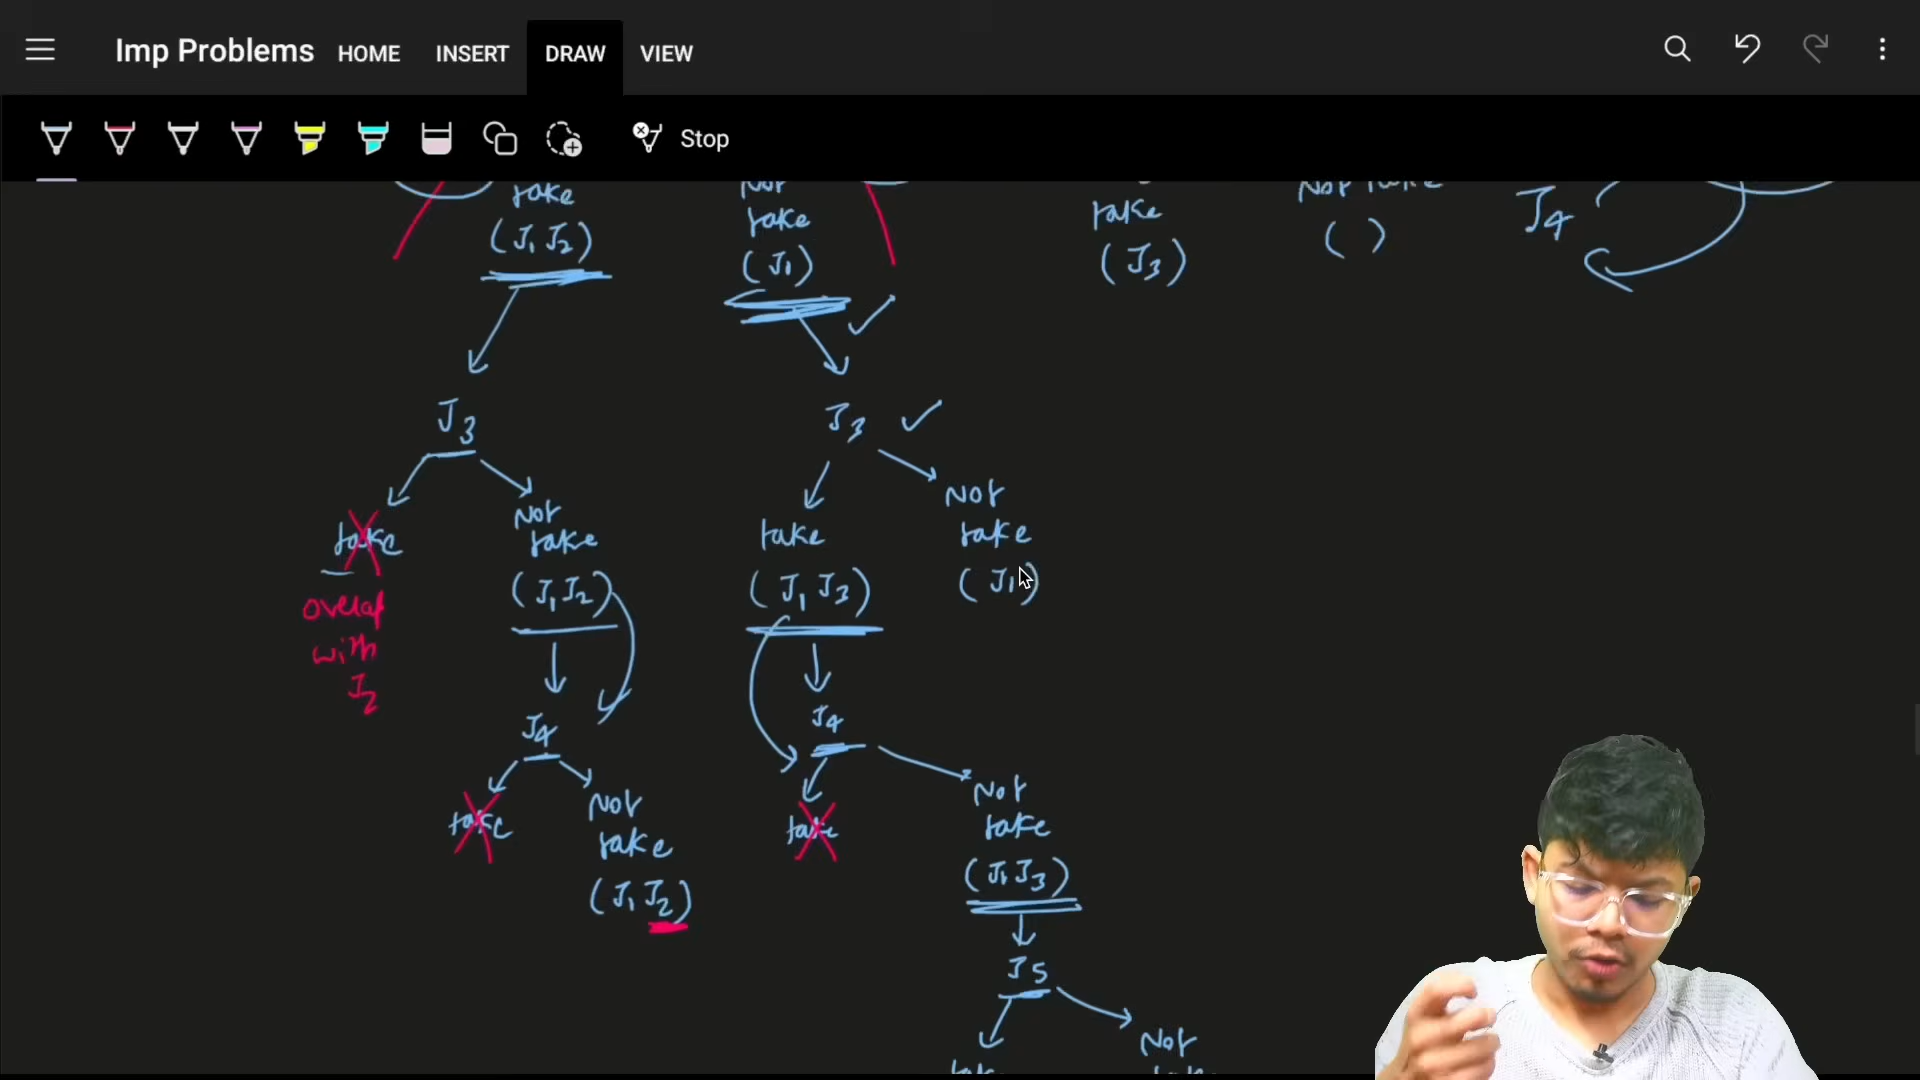 Imp Problems HOME INSERT DRAW VIEW
Stop
take
(J1 J2)
Not
take
(J1)
take
(J3)
Not take
( )
J4
J3
J3
take
overlap
with
J2
Not
take
(J1 J2)
take
(J1 J3)
Not
take
(J1)
J4
J4
take
Not
take
(J1 J2)
take
Not
take
(J1 J3)
J5
take
Not
take